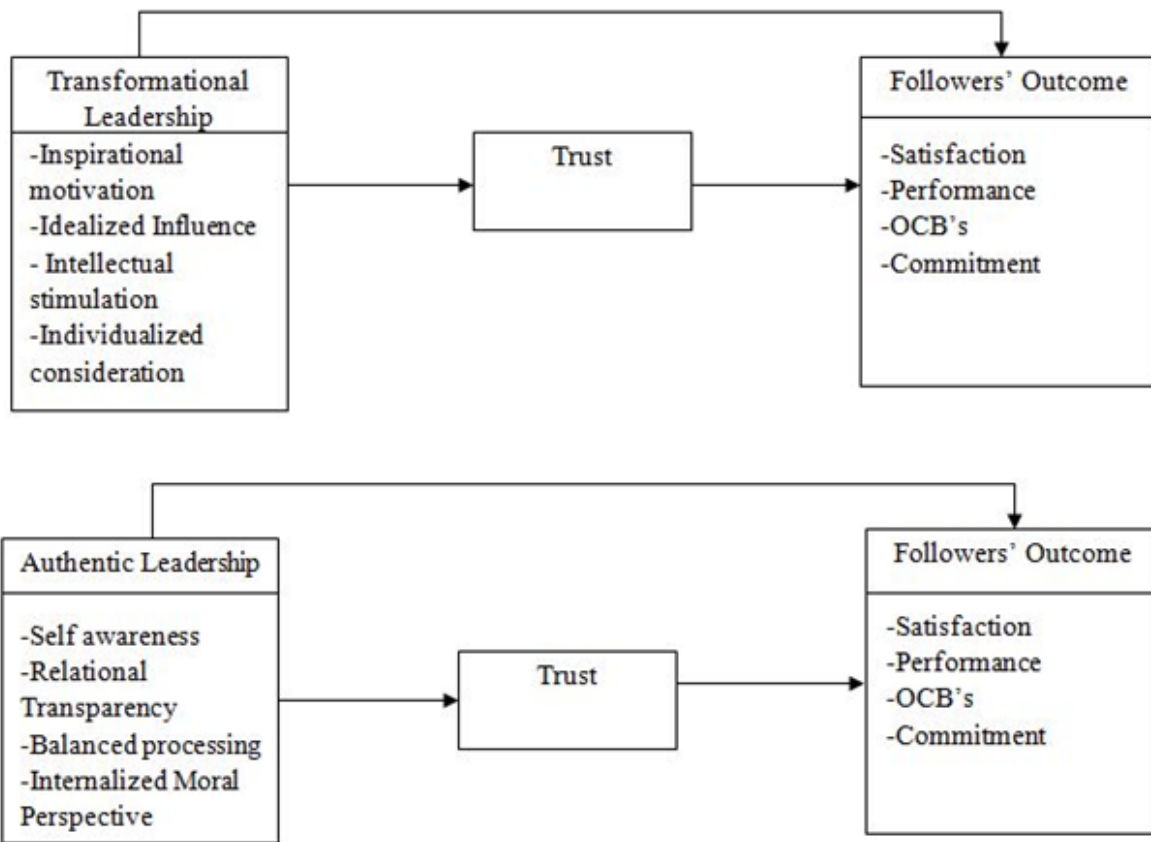 Transformational
Leadership
-Inspirational
motivation
-Idealized Influence
- Intellectual
stimulation
-Individualized
consideration
Trust
Followers’ Outcome
-Satisfaction
-Performance
-OCB’s
-Commitment
Authentic Leadership
-Self awareness
-Relational
Transparency
-Balanced processing
-Internalized Moral
Perspective
Trust
Followers’ Outcome
-Satisfaction
-Performance
-OCB’s
-Commitment